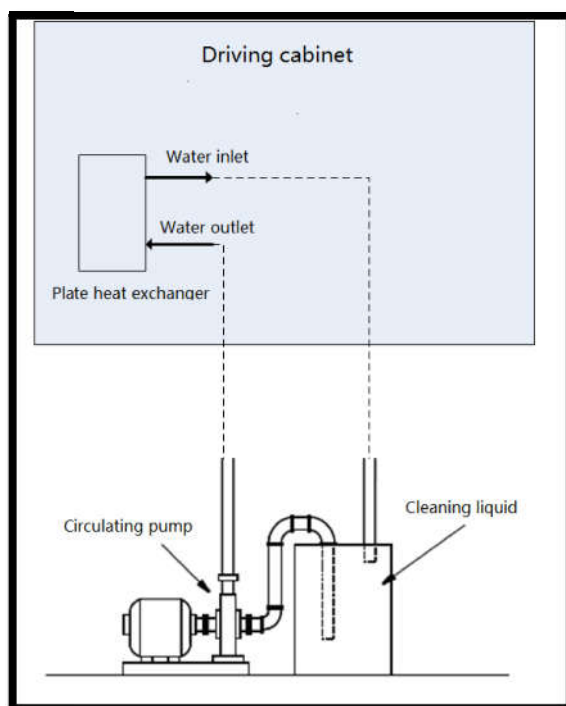 Driving cabinet
Water inlet
Water outlet
Plate heat exchanger
Circulating pump
Cleaning liquid